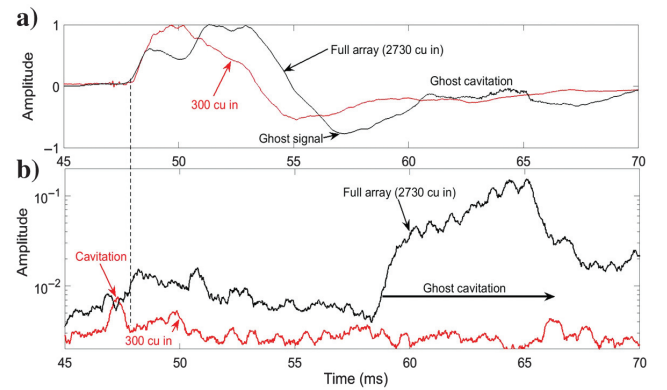 a)
1
Full array (2730 cu in)
Ghost cavitation
Amplitude
0
300 cu in
Ghost signal
−1
45 50 55 60 65 70
b)
Full array (2730 cu in)
10⁻¹
Amplitude
Cavitation
10⁻²
Ghost cavitation
300 cu in
45 50 55 60 65 70
Time (ms)